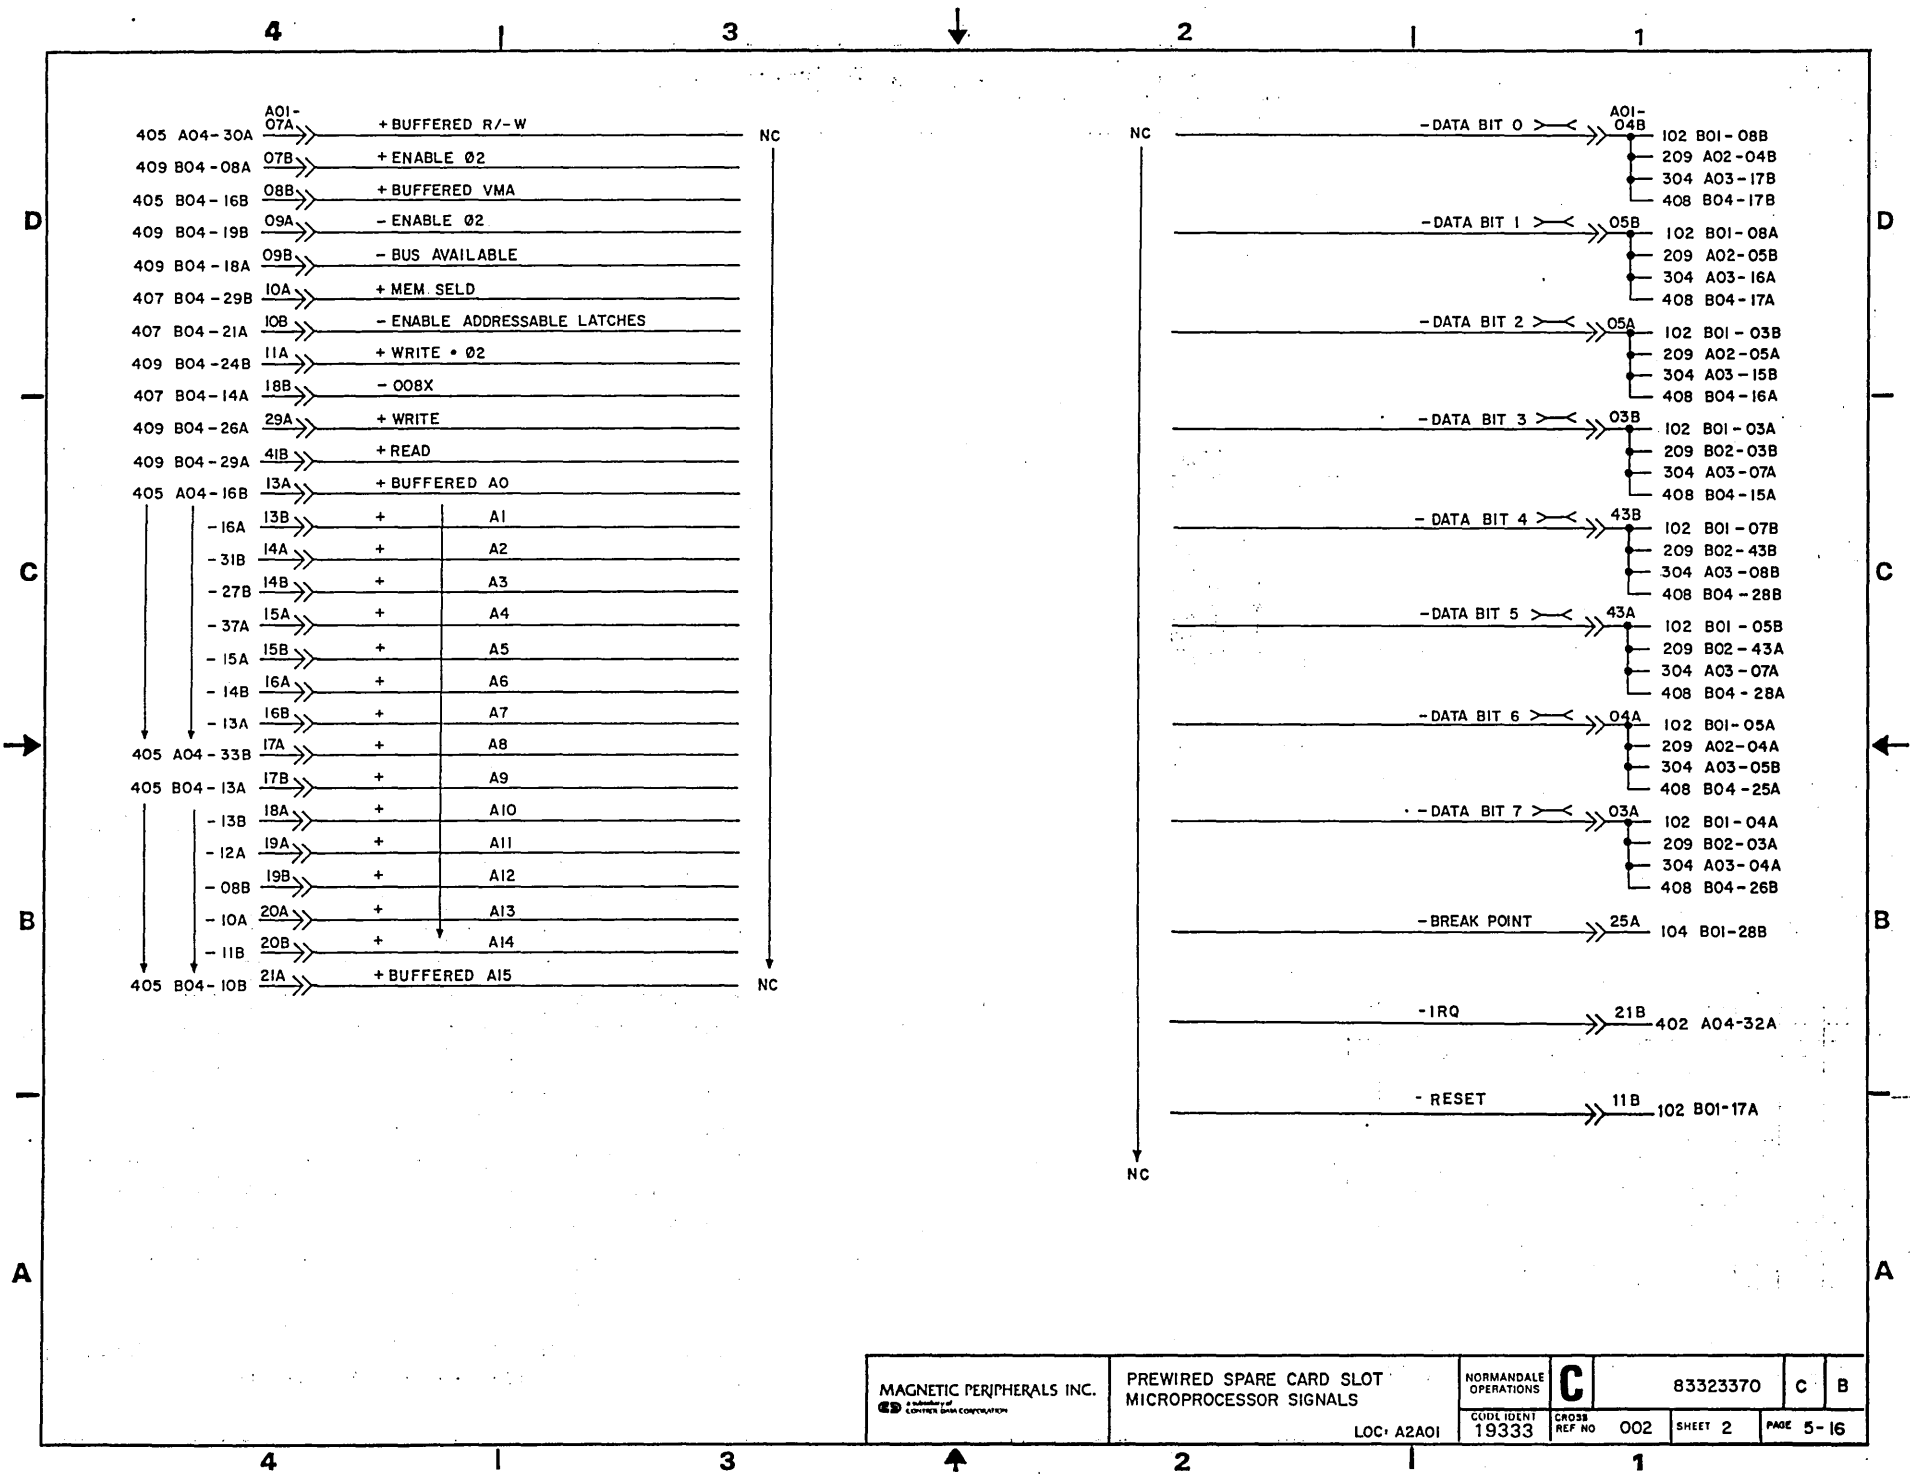 4 3 2 1
A01-
405 A04-30A 07A +BUFFERED R/-W NC
409 B04-08A 07B +ENABLE Ø2
405 B04-16B 08B +BUFFERED VMA
409 B04-19B 09A -ENABLE Ø2
409 B04-18A 09B -BUS AVAILABLE
407 B04-29B 10A +MEM SELD
407 B04-21A 10B -ENABLE ADDRESSABLE LATCHES
409 B04-24B 11A +WRITE • Ø2
407 B04-14A 18B -008X
409 B04-26A 29A +WRITE
409 B04-29A 41B +READ
405 A04-16B 13A +BUFFERED A0
-16A 13B + A1
-31B 14A + A2
-27B 14B + A3
-37A 15A + A4
-15A 15B + A5
-14B 16A + A6
-13A 16B + A7
405 A04-33B 17A + A8
405 B04-13A 17B + A9
-13B 18A + A10
-12A 19A + A11
-08B 19B + A12
-10A 20A + A13
-11B 20B + A14
405 B04-10B 21A +BUFFERED A15 NC
A01-
NC -DATA BIT 0 04B 102 B01-08B
209 A02-04B
304 A03-17B
408 B04-17B
-DATA BIT 1 05B 102 B01-08A
209 A02-05B
304 A03-16A
408 B04-17A
-DATA BIT 2 05A 102 B01-03B
209 A02-05A
304 A03-15B
408 B04-16A
-DATA BIT 3 03B 102 B01-03A
209 B02-03B
304 A03-07A
408 B04-15A
-DATA BIT 4 43B 102 B01-07B
209 B02-43B
304 A03-08B
408 B04-28B
-DATA BIT 5 43A 102 B01-05B
209 B02-43A
304 A03-07A
408 B04-28A
-DATA BIT 6 04A 102 B01-05A
209 A02-04A
304 A03-05B
408 B04-25A
-DATA BIT 7 03A 102 B01-04A
209 B02-03A
304 A03-04A
408 B04-26B
-BREAK POINT 25A 104 B01-28B
-IRQ 21B 402 A04-32A
-RESET 11B 102 B01-17A
NC
D D
C C
B B
A A
MAGNETIC PERIPHERALS INC.
a subsidiary of
CONTROL DATA CORPORATION
PREWIRED SPARE CARD SLOT
MICROPROCESSOR SIGNALS
LOC: A2A01
NORMANDALE
OPERATIONS
C 83323370 C B
CODE IDENT
19333
CROSS
REF NO 002 SHEET 2 PAGE 5-16
4 3 2 1